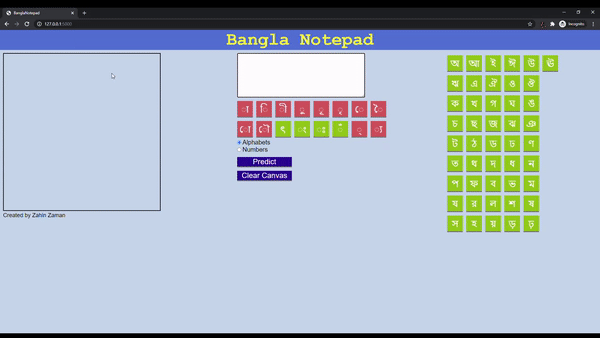 BanglaNotepad
127.0.0.1:5000
Incognito
Bangla Notepad
া ি ী ু ূ ৃ ে ৈ
ো ৌ ৎ ং ঃ ঁ ্ া
Alphabets
Numbers
Predict
Clear Canvas
অ আ ই ঈ উ ঊ
ঋ এ ঐ ও ঔ
ক খ গ ঘ ঙ
চ ছ জ ঝ ঞ
ট ঠ ড ঢ ণ
ত থ দ ধ ন
প ফ ব ভ ম
য র ল শ ষ
স হ য় ড় ঢ়
Created by Zahin Zaman